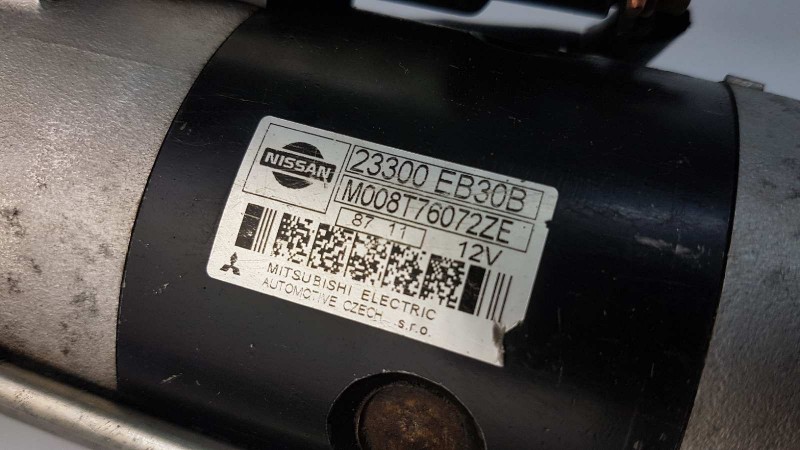 NISSAN
23300 EB30B
M008T76072ZE
87 11
12V
MITSUBISHI ELECTRIC
AUTOMOTIVE CZECH s.r.o.